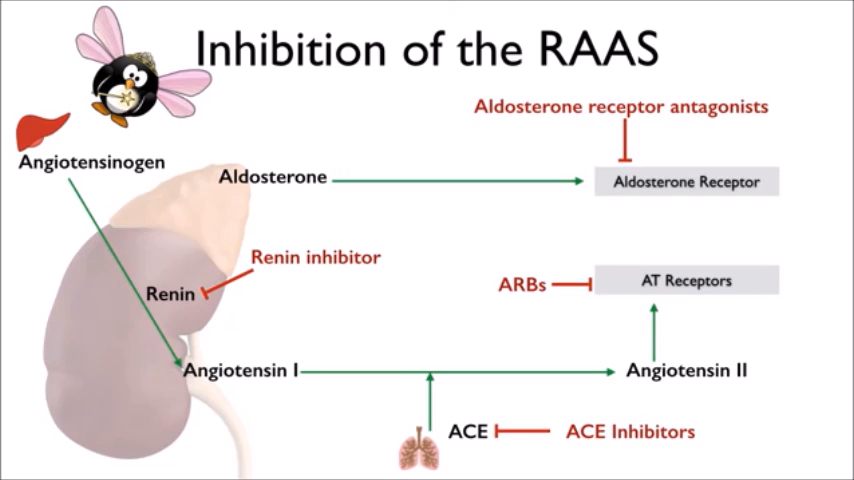 Inhibition of the RAAS
Aldosterone receptor antagonists
Angiotensinogen
Aldosterone
Aldosterone Receptor
Renin inhibitor
Renin
ARBs
AT Receptors
Angiotensin I
Angiotensin II
ACE
ACE Inhibitors